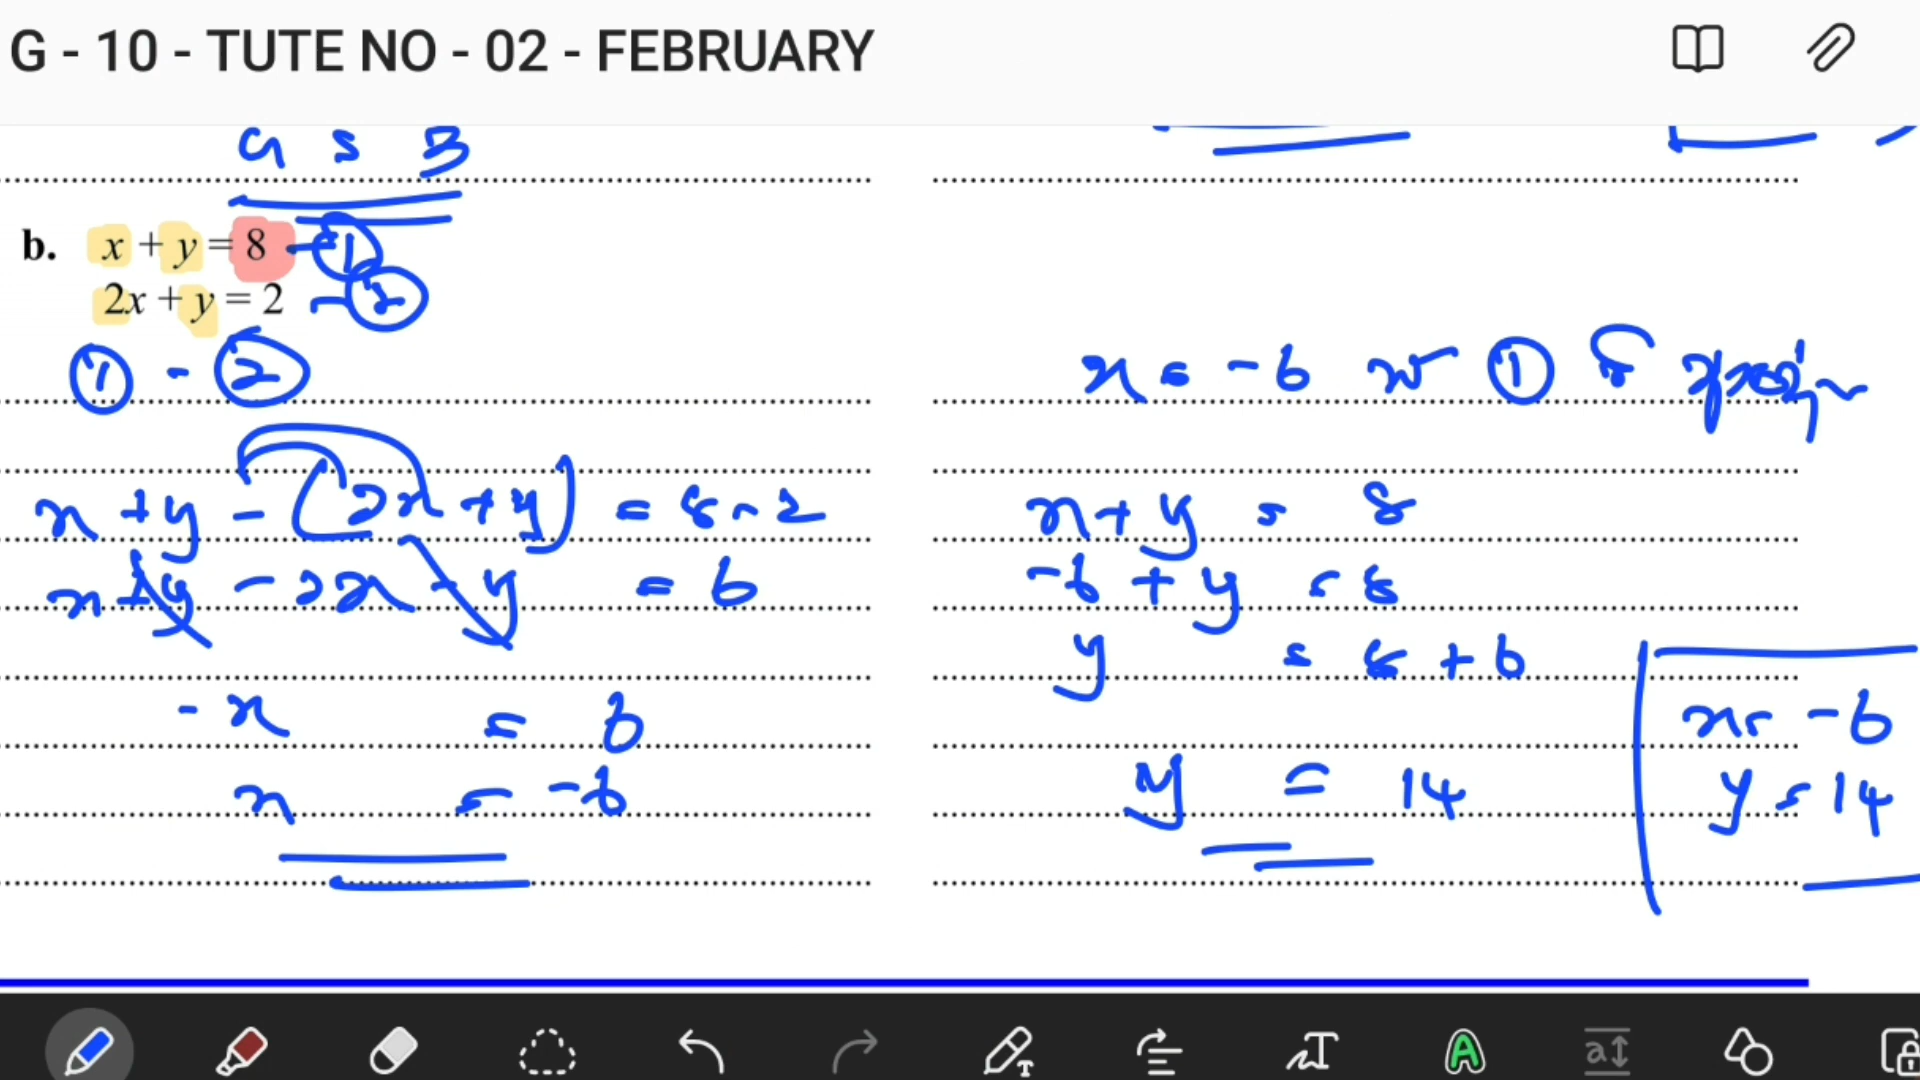 G - 10 - TUTE NO - 02 - FEBRUARY
a = 3
b. x + y = 8 - ①
2x + y = 2 - ②
① - ②
x + y - (2x + y) = 8 - 2
x + y - 2x - y = 6
- x = 6
x = -6
x = -6 ①
x + y = 8
-6 + y = 8
y = 8 + 6
y = 14
x = -6
y = 14